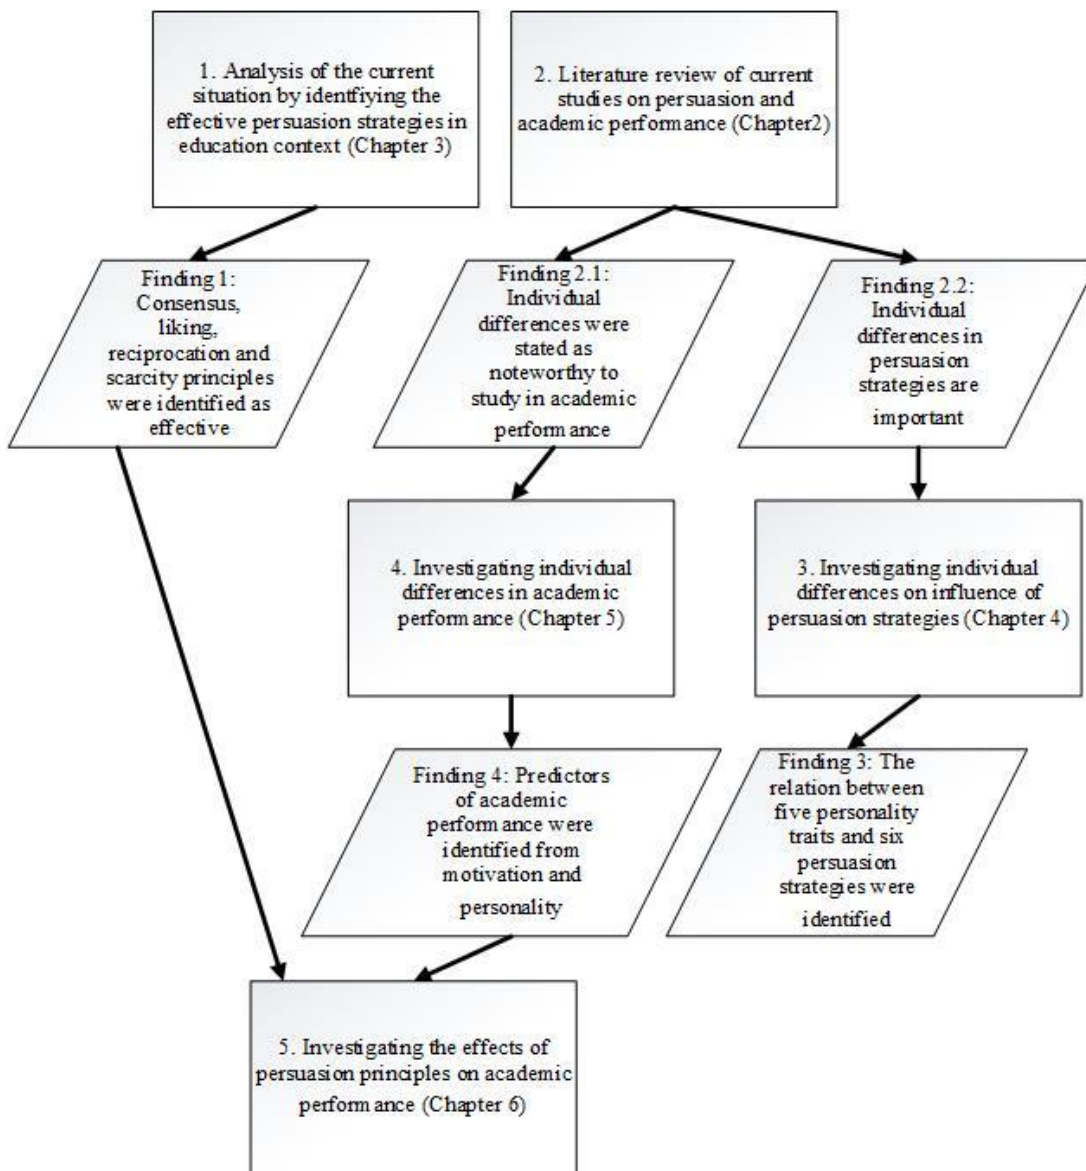 1. Analysis of the current
situation by identfiying the
effective persuasion strategies in
education context (Chapter 3)
2. Literature review of current
studies on persuasion and
academic performance (Chapter2)
Finding 1:
Consensus,
liking,
reciprocation and
scarcity principles
were identified as
effective
Finding 2.1:
Individual
differences were
stated as
noteworthy to
study in academic
performance
Finding 2.2:
Individual
differences in
persuasion
strategies are
important
4. Investigating individual
differences in academic
performance (Chapter 5)
3. Investigating individual
differences on influence of
persuasion strategies (Chapter 4)
Finding 4: Predictors
of academic
performance were
identified from
motivation and
personality
Finding 3: The
relation between
five personality
traits and six
persuasion
strategies were
identified
5. Investigating the effects of
persuasion principles on academic
performance (Chapter 6)